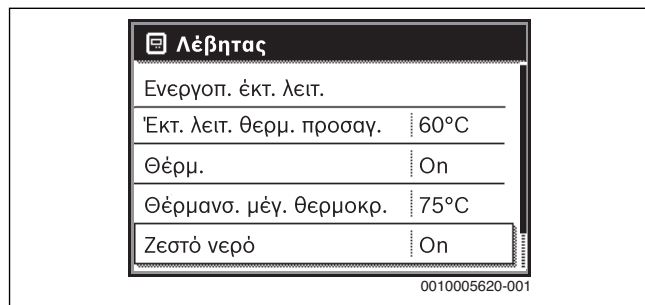 Λέβητας
Ενεργοπ. έκτ. λειτ.
Έκτ. λειτ. θερμ. προσαγ. 60°C
Θέρμ. On
Θέρμανσ. μέγ. θερμοκρ. 75°C
Ζεστό νερό On
0010005620-001